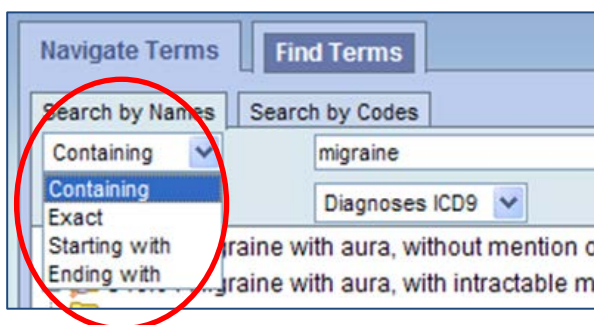 Navigate Terms Find Terms
Search by Names Search by Codes
Containing migraine
Containing
Diagnoses ICD9
Exact
Starting with graine with aura, without mention
Ending with graine with aura, with intractable